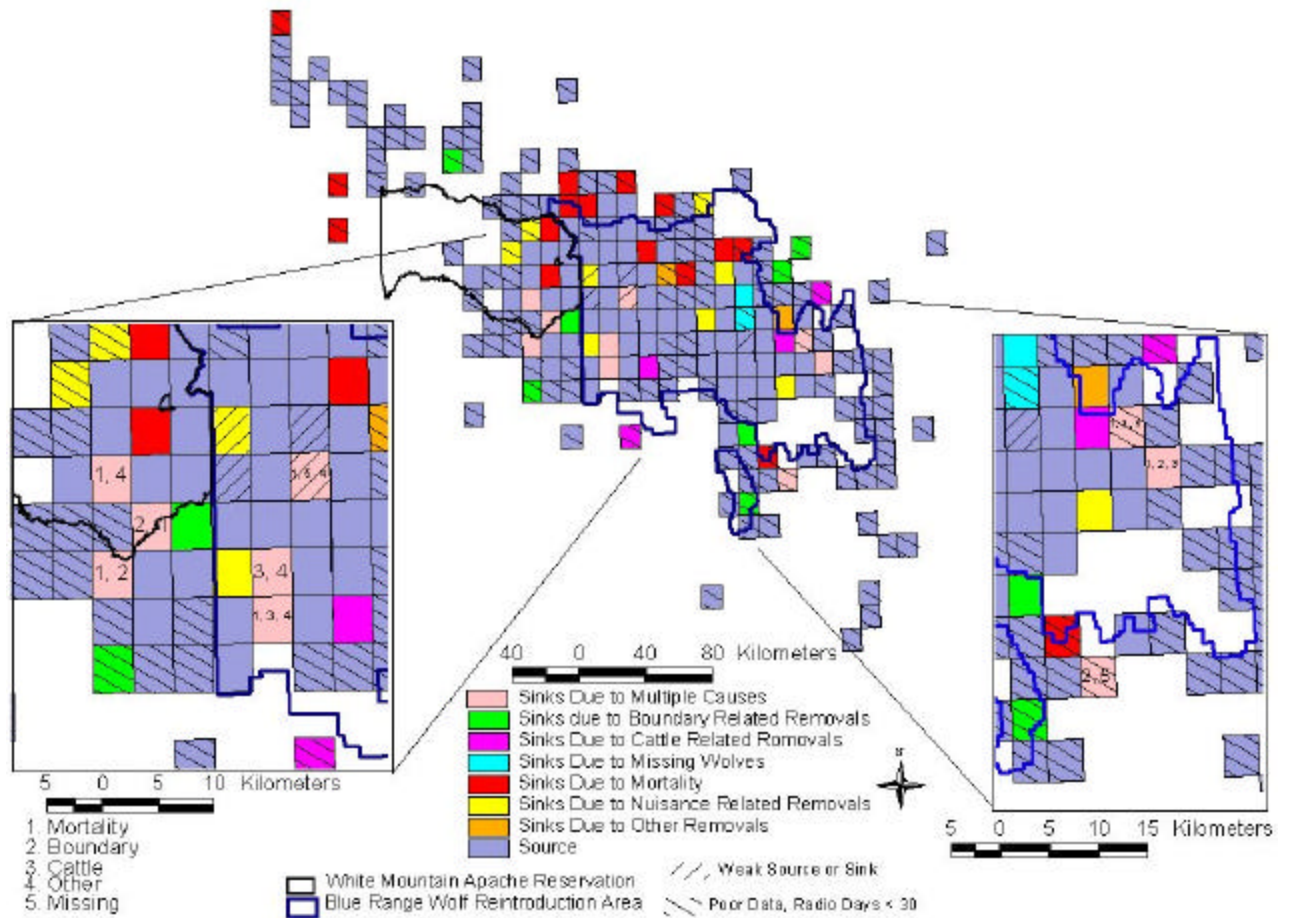 1, 4
1, 5, 4
2, 1
1, 2
3, 4
1, 3, 4
1, 2, 3
2, 5
40 0 40 80 Kilometers
Sinks Due to Multiple Causes
Sinks due to Boundary Related Removals
Sinks Due to Cattle Related Removals
Sinks Due to Missing Wolves
Sinks Due to Mortality
Sinks Due to Nuisance Related Removals
Sinks Due to Other Removals
Source
5 0 5 10 Kilometers
1. Mortality
2. Boundary
3. Cattle
4. Other
5. Missing
White Mountain Apache Reservation
Blue Range Wolf Reintroduction Area
Weak Source or Sink
Poor Data, Radio Days < 30
N
5 0 5 10 15 Kilometers